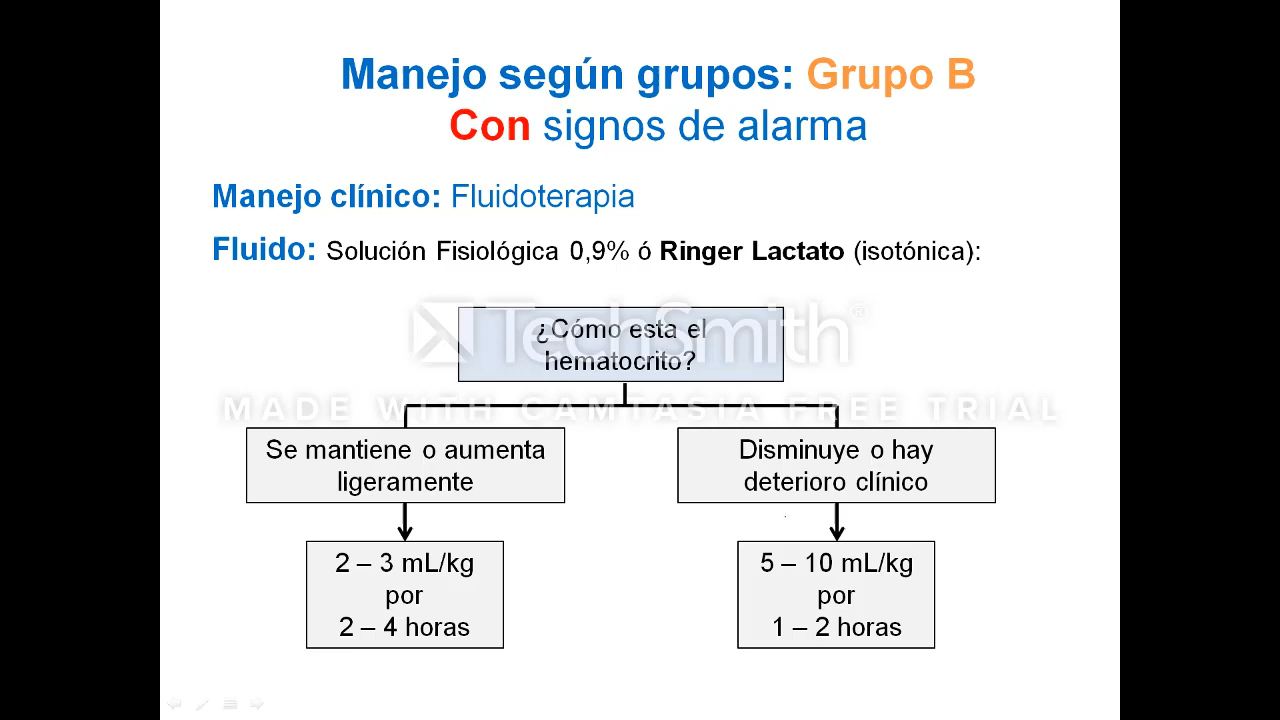 Manejo según grupos: Grupo B
Con signos de alarma
Manejo clínico: Fluidoterapia
Fluido: Solución Fisiológica 0,9% ó Ringer Lactato (isotónica):
TechSmith®
¿Cómo esta el
hematocrito?
MADE WITH CAMTASIA FREE TRIAL
Se mantiene o aumenta
ligeramente
Disminuye o hay
deterioro clínico
2 – 3 mL/kg
por
2 – 4 horas
5 – 10 mL/kg
por
1 – 2 horas